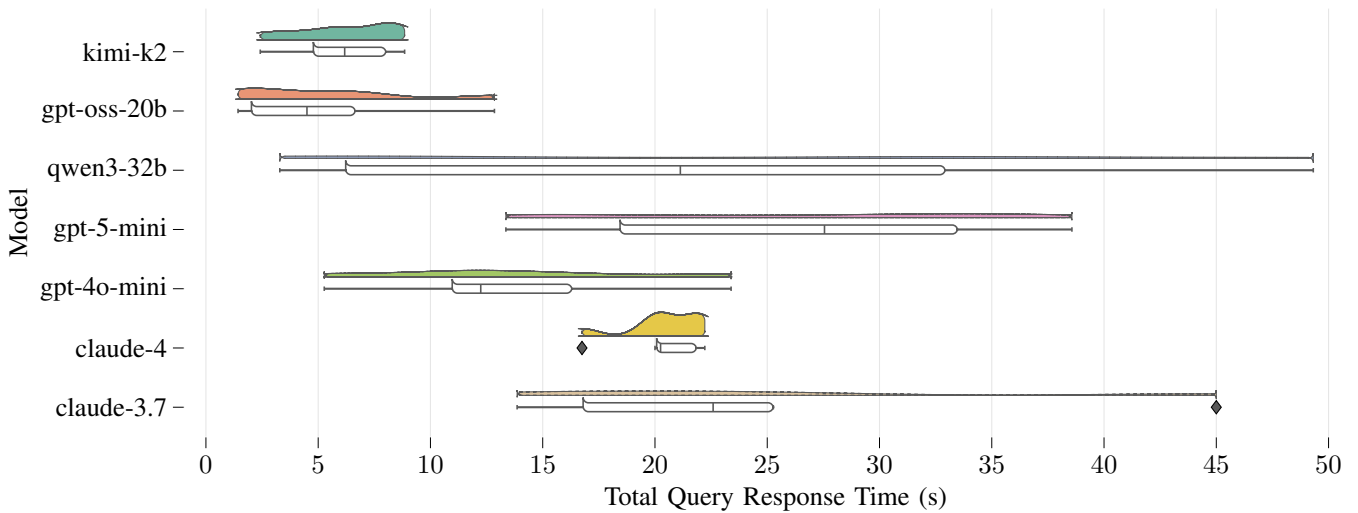 Model
kimi-k2
gpt-oss-20b
qwen3-32b
gpt-5-mini
gpt-4o-mini
claude-4
claude-3.7
0 5 10 15 20 25 30 35 40 45 50
Total Query Response Time (s)